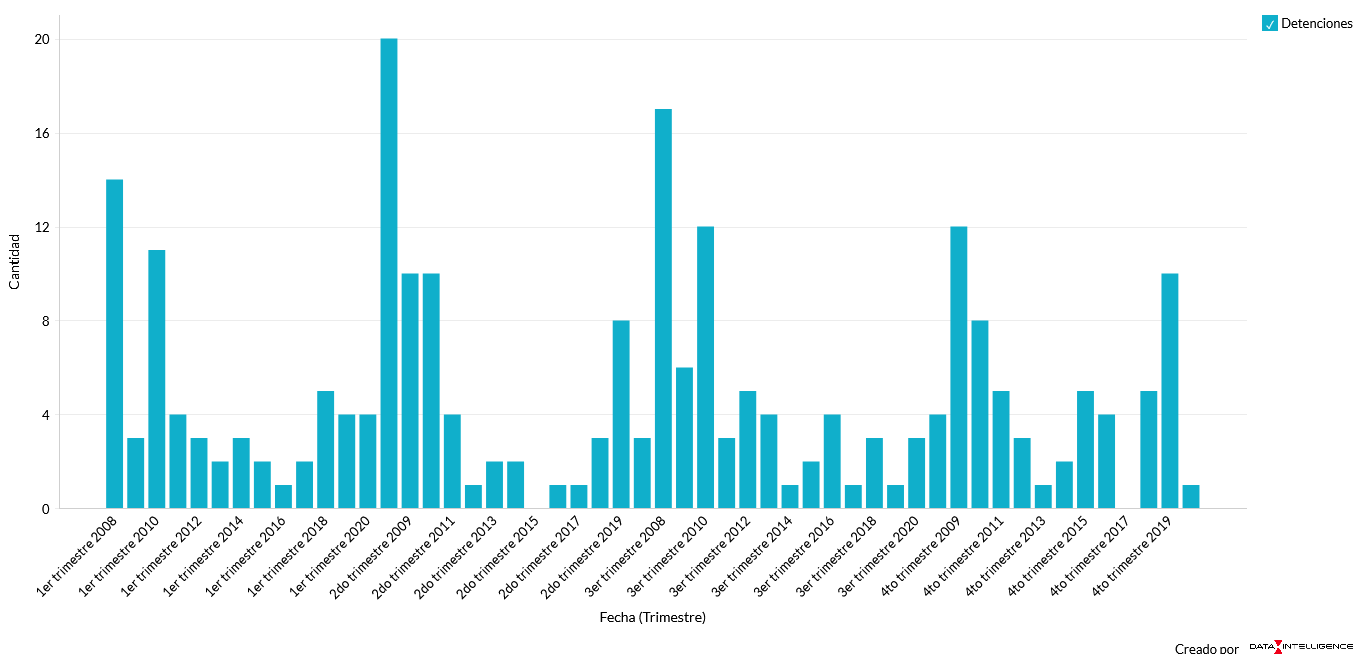 Detenciones
20
16
12
8
4
0
Cantidad
1er trimestre 2008
1er trimestre 2010
1er trimestre 2012
1er trimestre 2014
1er trimestre 2016
1er trimestre 2018
1er trimestre 2020
2do trimestre 2009
2do trimestre 2011
2do trimestre 2013
2do trimestre 2015
2do trimestre 2017
2do trimestre 2019
3er trimestre 2008
3er trimestre 2010
3er trimestre 2012
3er trimestre 2014
3er trimestre 2016
3er trimestre 2018
3er trimestre 2020
4to trimestre 2009
4to trimestre 2011
4to trimestre 2013
4to trimestre 2015
4to trimestre 2017
4to trimestre 2019
Fecha (Trimestre)
Creado por DATA INTELLIGENCE